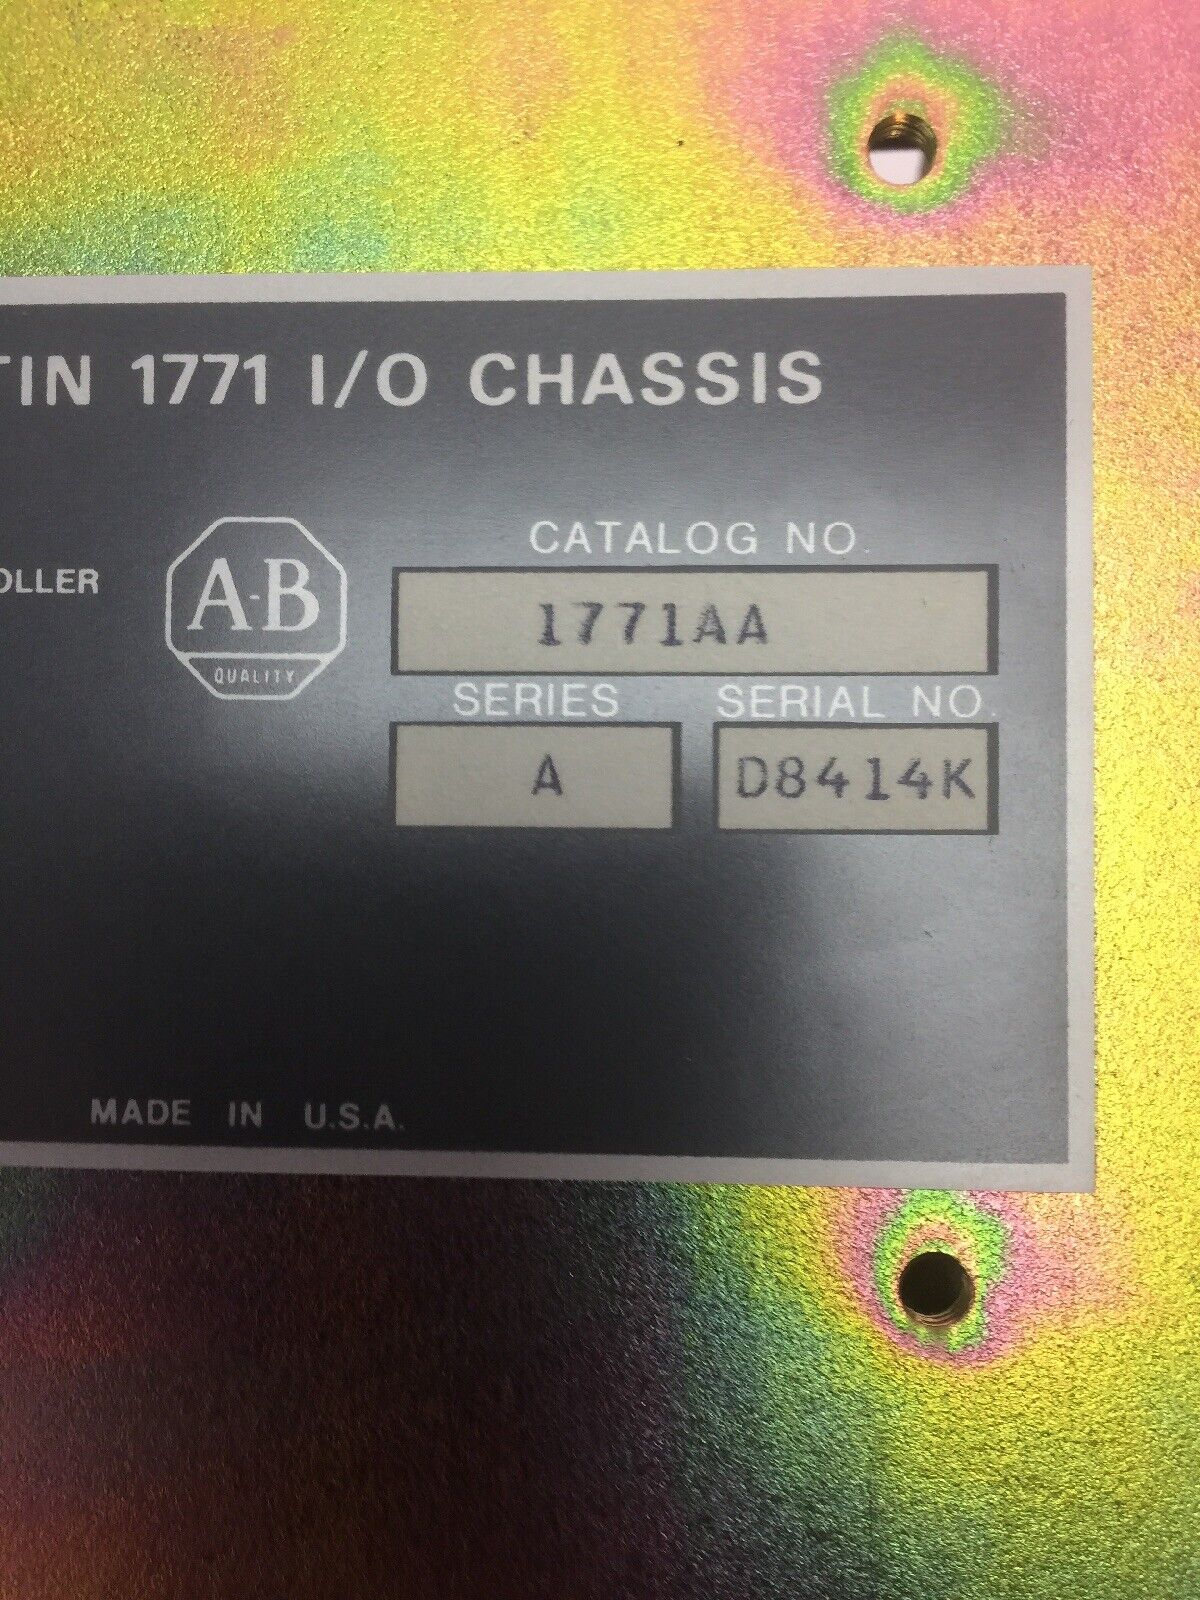 TIN 1771 I/O CHASSIS
CATALOG NO.
OLLER
A-B
QUALITY
1771AA
SERIES
SERIAL NO.
A
D8414K
MADE IN U.S.A.